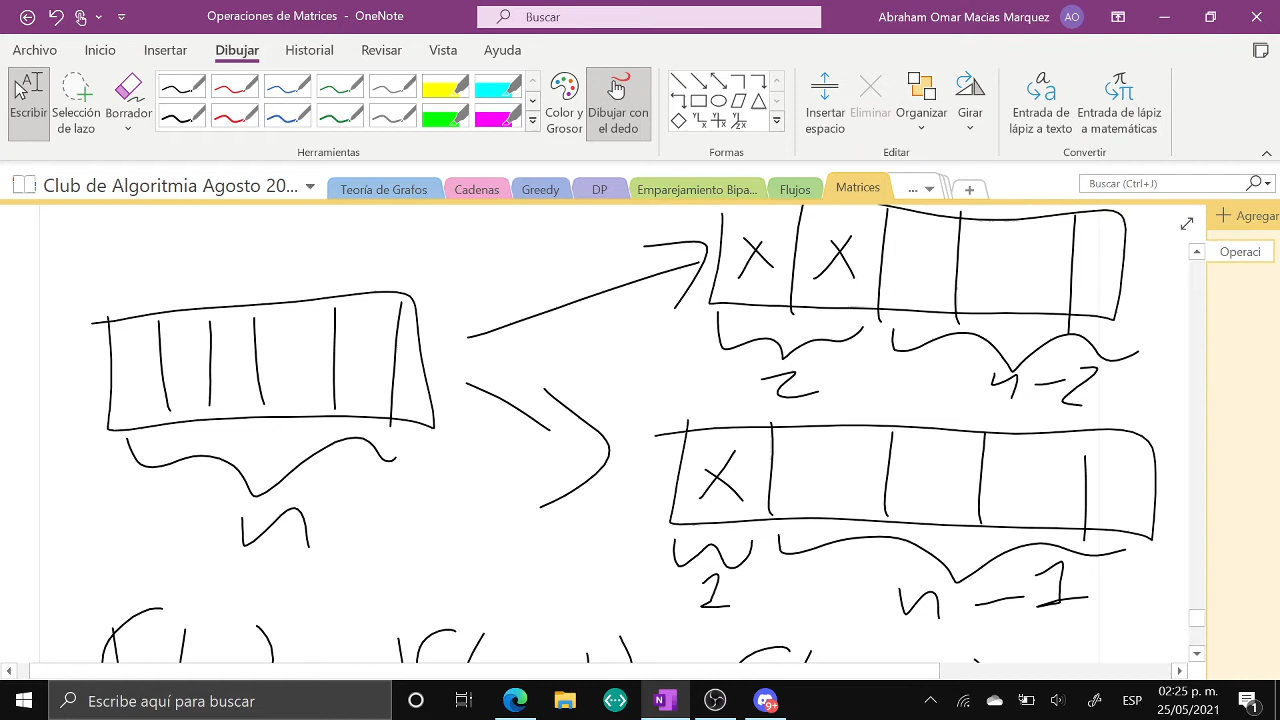 Operaciones de Matrices - OneNote
Buscar
Abraham Omar Macias Marquez AO
Archivo Inicio Insertar Dibujar Historial Revisar Vista Ayuda
Escribir
Selección de lazo
Borrador
Color y Grosor
Dibujar con el dedo
Insertar espacio
Eliminar
Organizar
Girar
Entrada de lápiz a texto
Entrada de lápiz a matemáticas
Herramientas
Formas
Editar
Convertir
Club de Algoritmia Agosto 20...
Teoría de Grafos
Cadenas
Greedy
DP
Emparejamiento Bipa...
Flujos
Matrices
...
Buscar (Ctrl+J)
Agregar
Operaci
X X
2
n-2
n
X
1
n-1
Escribe aquí para buscar
9+
ESP
02:25 p. m.
25/05/2021
1